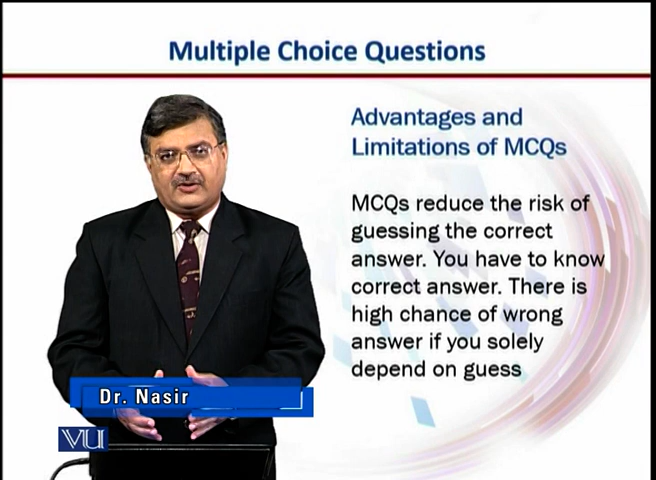 Multiple Choice Questions
Advantages and
Limitations of MCQs
MCQs reduce the risk of
guessing the correct
answer. You have to know
correct answer. There is
high chance of wrong
answer if you solely
depend on guess
Dr. Nasir
VU